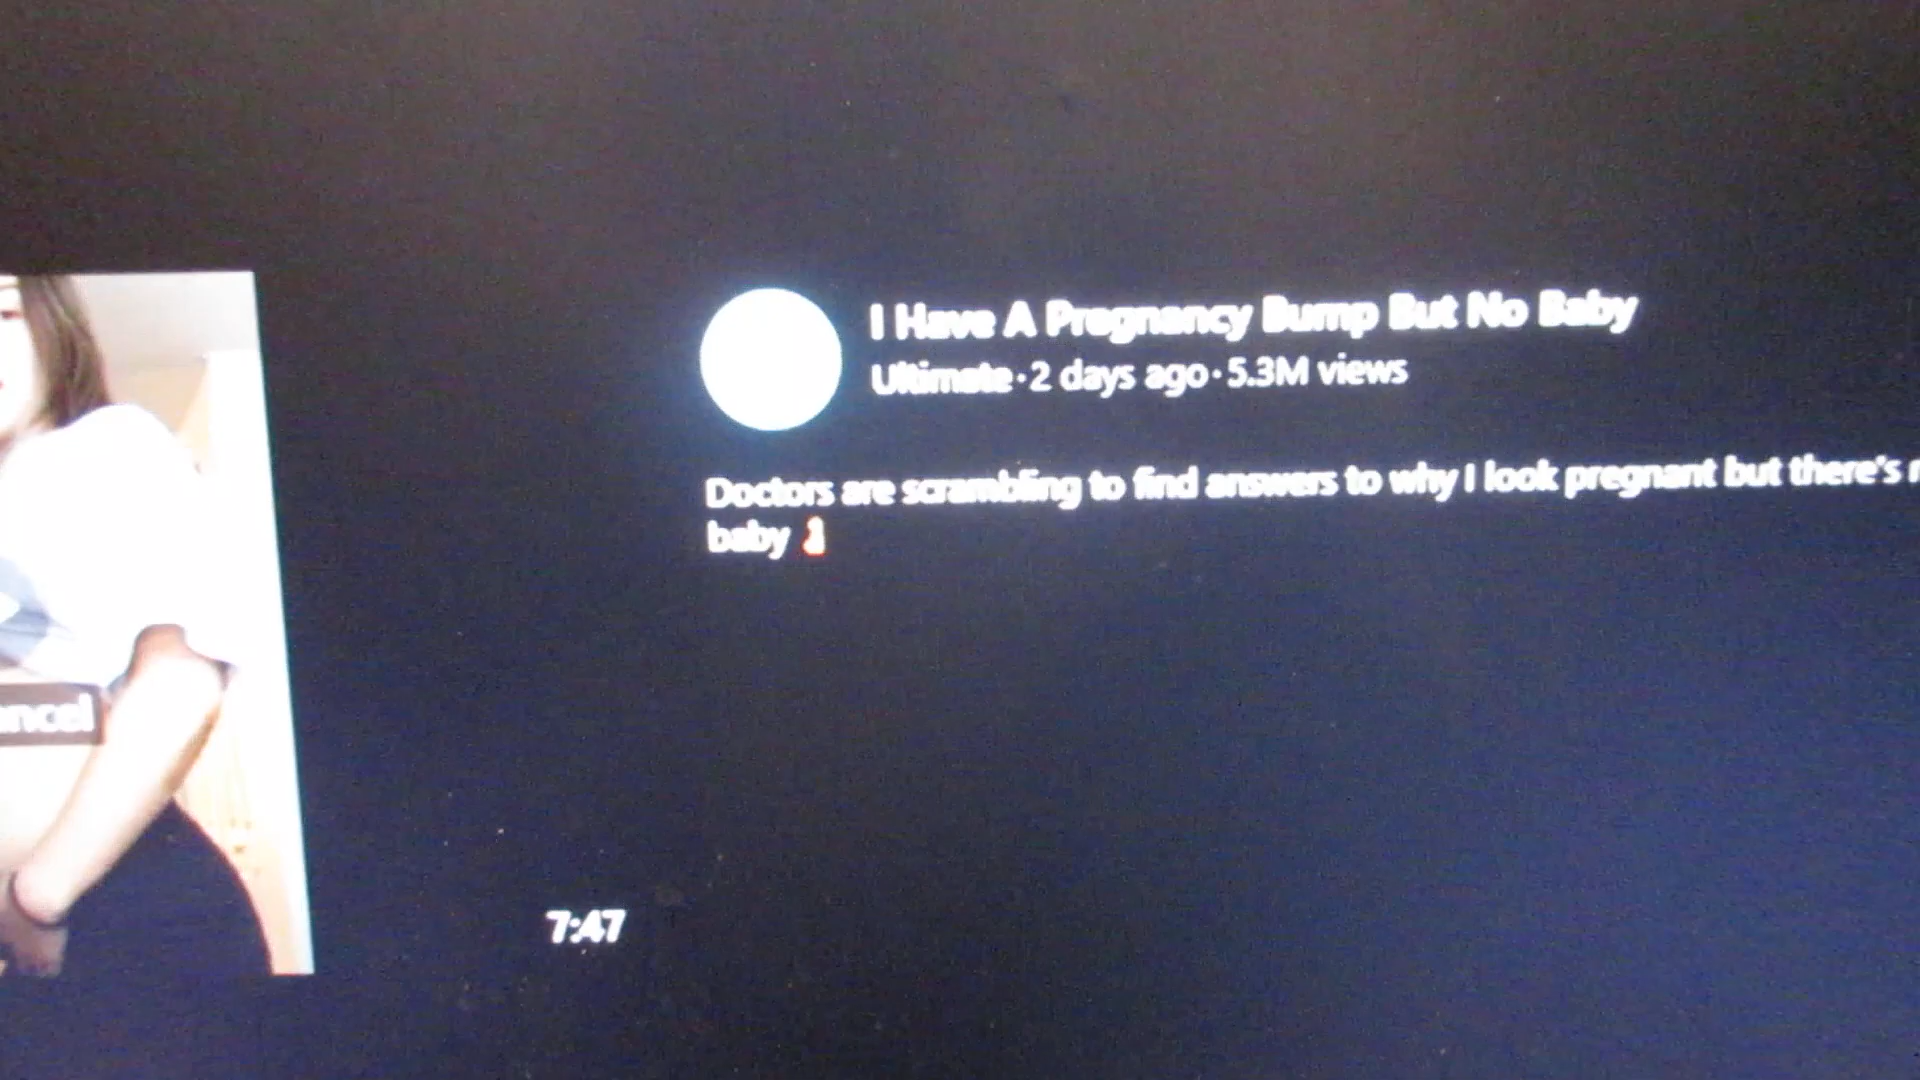 I Have A Pregnancy Bump But No Baby
Ultimate·2 days ago·5.3M views
Doctors are scrambling to find answers to why I look pregnant but there's
baby
7:47